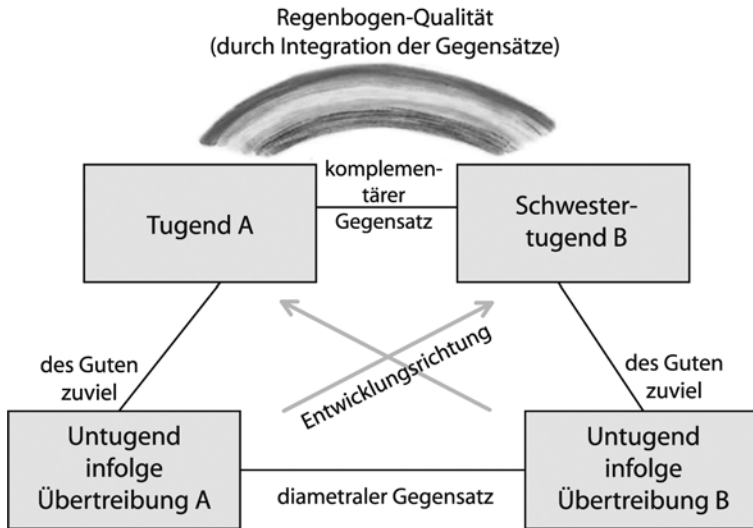 Regenbogen-Qualität
(durch Integration der Gegensätze)
komplemen-
tärer
Gegensatz
Tugend A
Schwester-
tugend B
des Guten
zuviel
Entwicklungsrichtung
des Guten
zuviel
Untugend
infolge
Übertreibung A
diametraler Gegensatz
Untugend
infolge
Übertreibung B